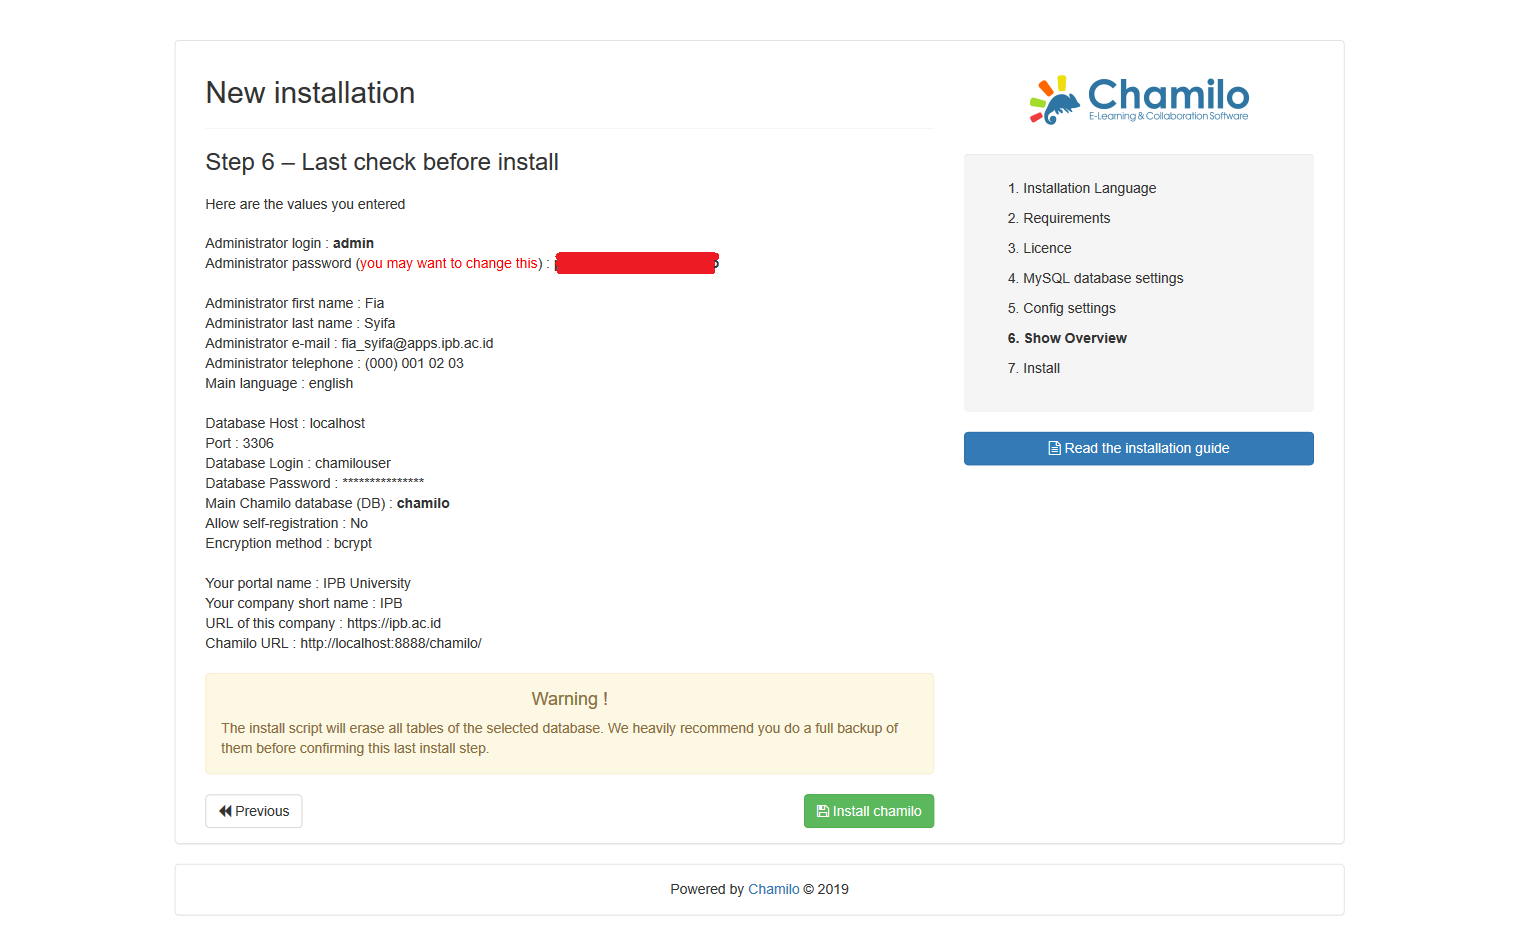 New installation
Chamilo
E-Learning & Collaboration Software
Step 6 – Last check before install
Here are the values you entered
Administrator login : admin
Administrator password (you may want to change this) :
Administrator first name : Fia
Administrator last name : Syifa
Administrator e-mail : fia_syifa@apps.ipb.ac.id
Administrator telephone : (000) 001 02 03
Main language : english
Database Host : localhost
Port : 3306
Database Login : chamilouser
Database Password : ***************
Main Chamilo database (DB) : chamilo
Allow self-registration : No
Encryption method : bcrypt
Your portal name : IPB University
Your company short name : IPB
URL of this company : https://ipb.ac.id
Chamilo URL : http://localhost:8888/chamilo/
Warning !
The install script will erase all tables of the selected database. We heavily recommend you do a full backup of
them before confirming this last install step.
Previous
Install chamilo
1. Installation Language
2. Requirements
3. Licence
4. MySQL database settings
5. Config settings
6. Show Overview
7. Install
Read the installation guide
Powered by Chamilo © 2019